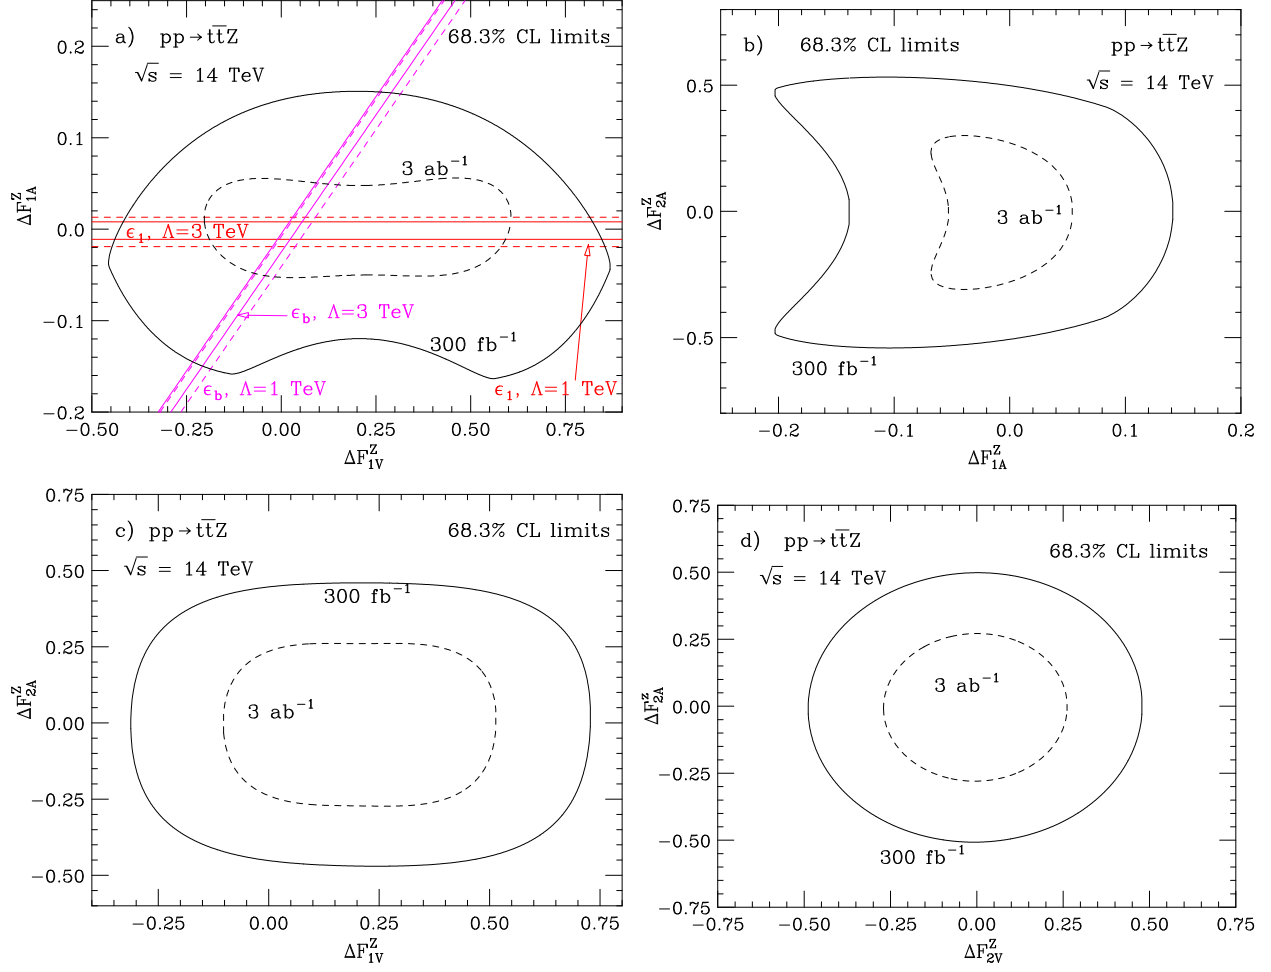 a) pp→tt̅Z 68.3% CL limits
√s = 14 TeV
3 ab⁻¹
ϵ₁, Λ=3 TeV
ϵ_b, Λ=3 TeV
300 fb⁻¹
ϵ_b, Λ=1 TeV
ϵ₁, Λ=1 TeV
0.2
0.1
0.0
−0.1
−0.2
ΔF^Z_1A
−0.50 −0.25 0.00 0.25 0.50 0.75
ΔF^Z_1V
b) 68.3% CL limits pp→tt̅Z
√s = 14 TeV
3 ab⁻¹
300 fb⁻¹
0.5
0.0
−0.5
ΔF^Z_2A
−0.2 −0.1 0.0 0.1 0.2
ΔF^Z_1A
c) pp→tt̅Z 68.3% CL limits
√s = 14 TeV
300 fb⁻¹
3 ab⁻¹
0.75
0.50
0.25
0.00
−0.25
−0.50
ΔF^Z_2A
−0.25 0.00 0.25 0.50 0.75
ΔF^Z_1V
d) pp→tt̅Z
68.3% CL limits
√s = 14 TeV
3 ab⁻¹
300 fb⁻¹
0.75
0.50
0.25
0.00
−0.25
−0.50
−0.75
ΔF^Z_2A
−0.75 −0.50 −0.25 0.00 0.25 0.50 0.75
ΔF^Z_2V